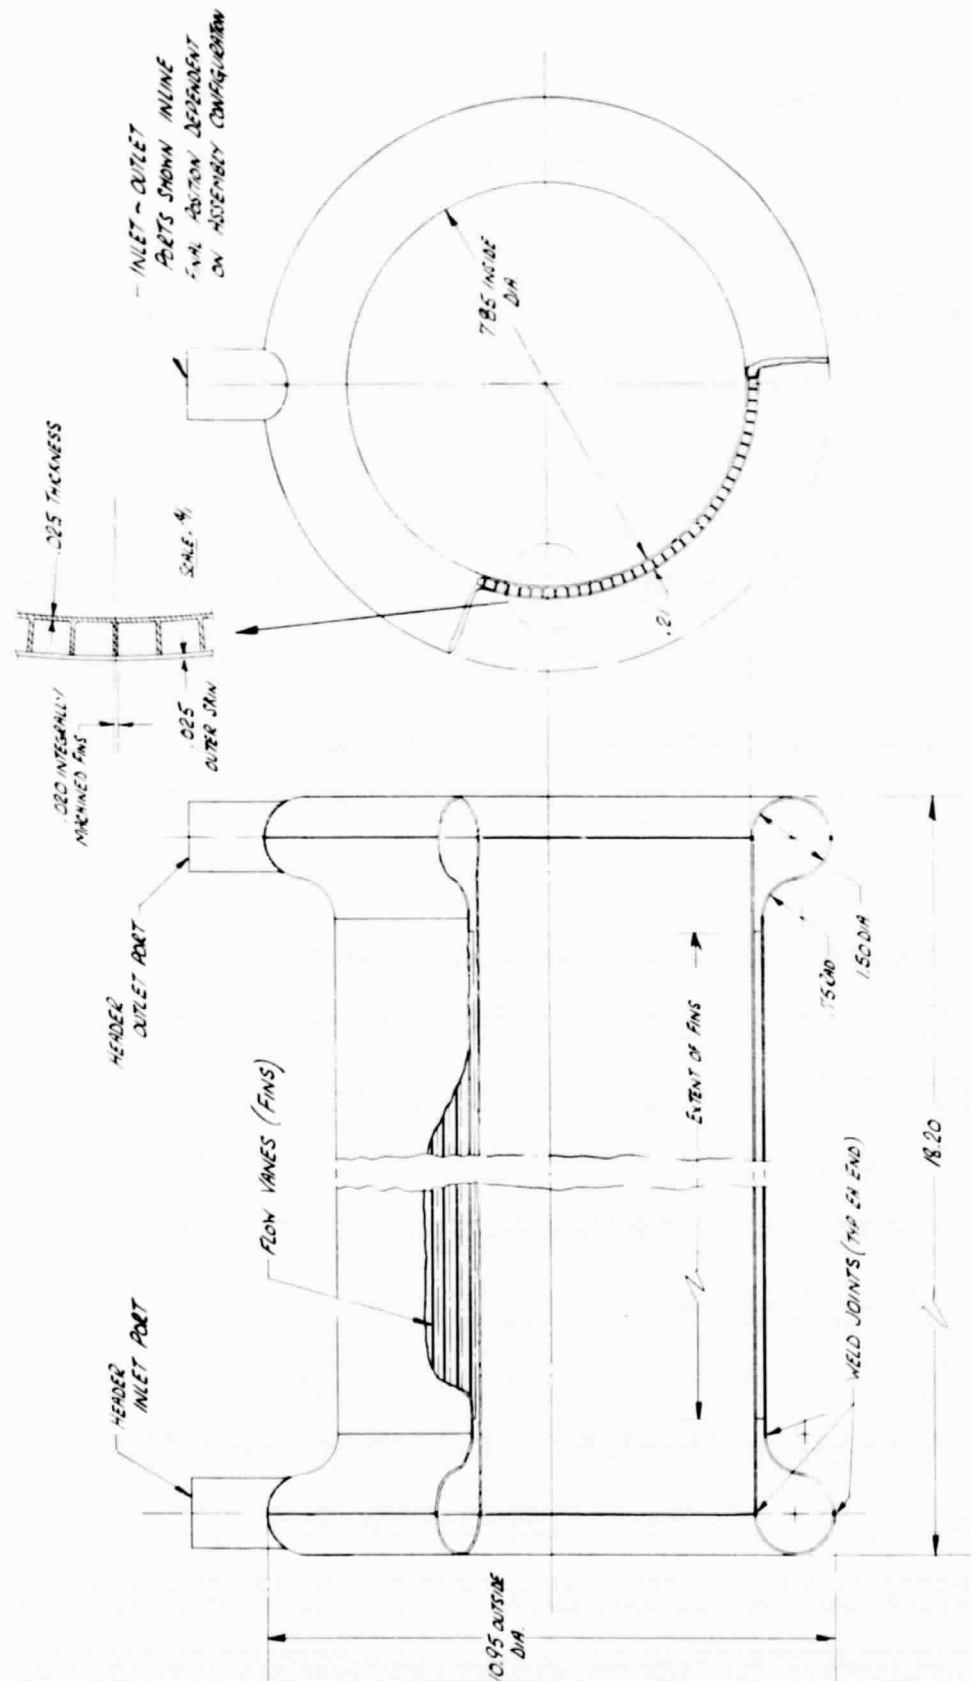 - INLET - OUTLET
PORTS SHOWN INLINE
FINAL POSITION DEPENDENT
ON ASSEMBLY CONFIGURATION
.025 THICKNESS
SCALE: 4/1
.020 INTEGRALLY
MACHINED FINS
.025
OUTER SKIN
7.85 INSIDE
DIA.
.21
HEADER
OUTLET PORT
HEADER
INLET PORT
FLOW VANES (FINS)
EXTENT OF FINS
.75 RAD
1.50 DIA
WELD JOINTS (TYP EA END)
18.20
10.95 OUTSIDE
DIA.